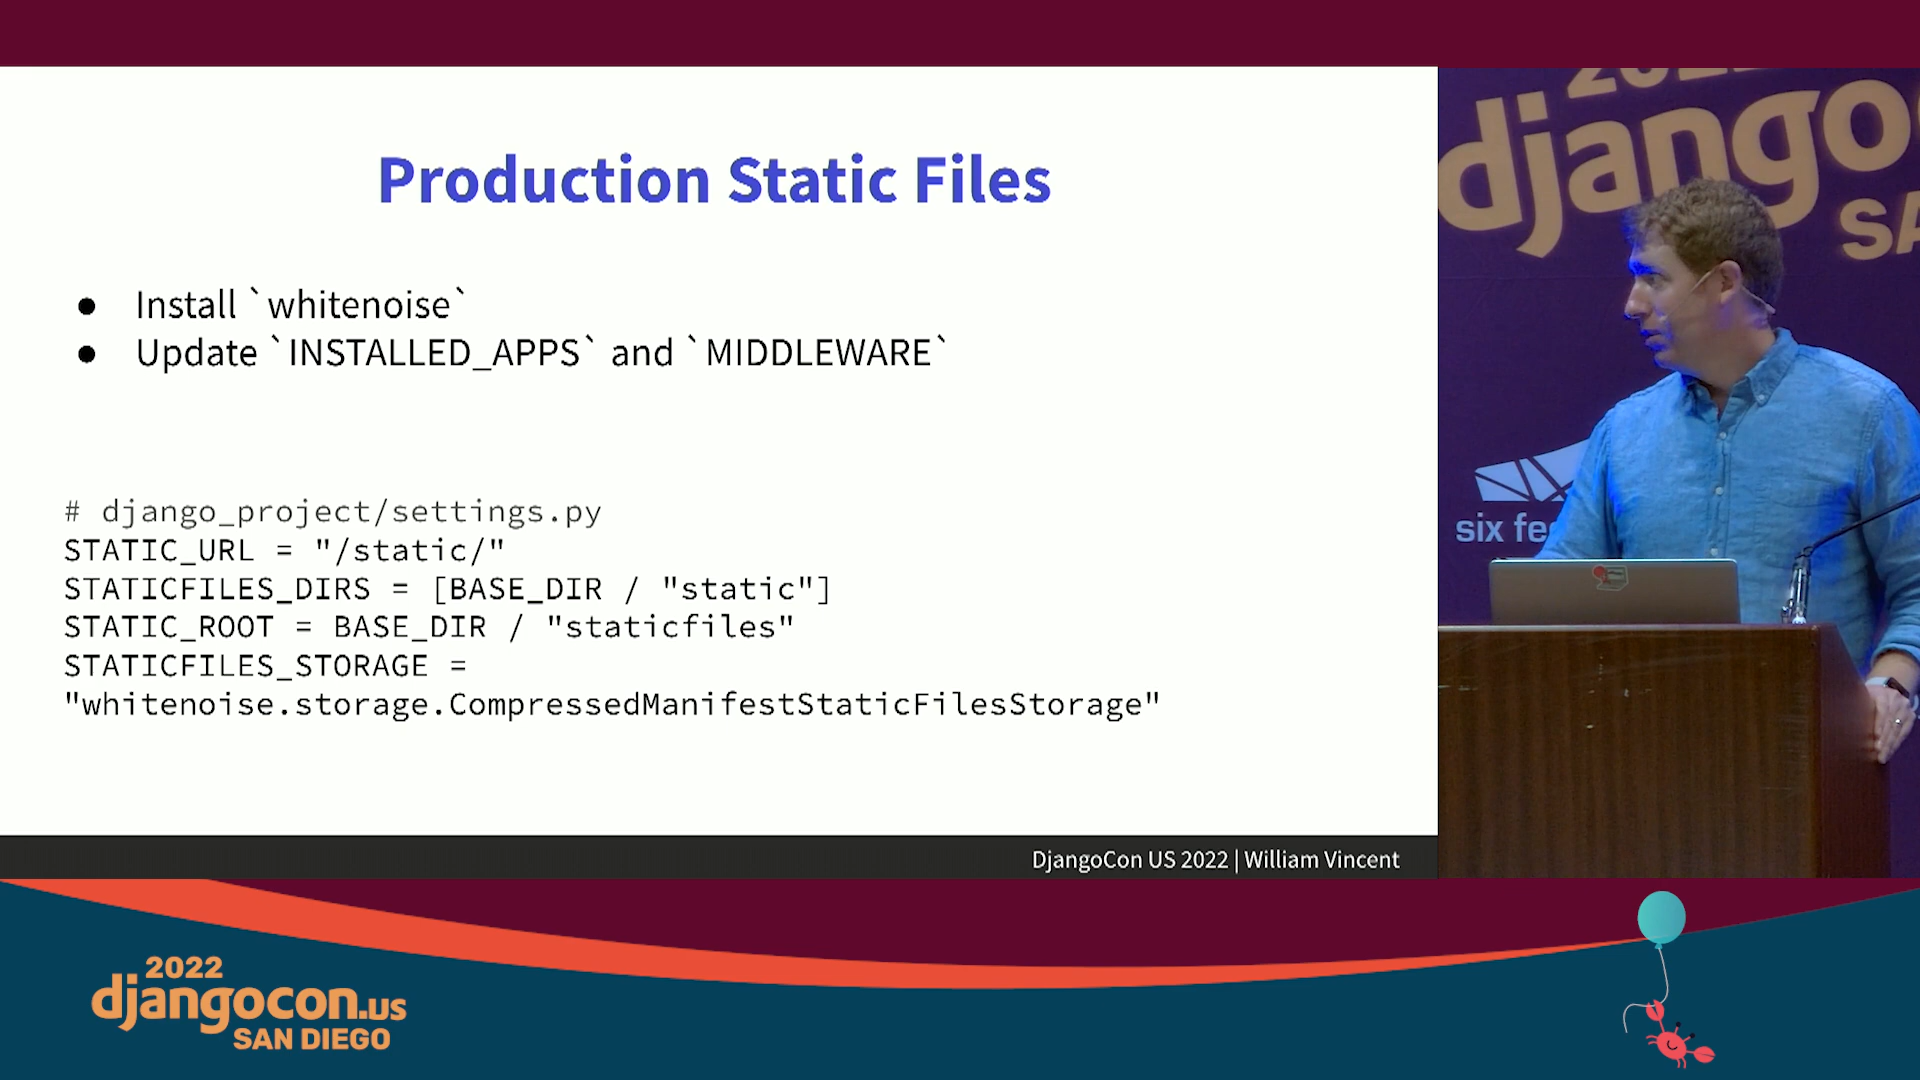 Production Static Files
● Install `whitenoise`
● Update `INSTALLED_APPS` and `MIDDLEWARE`
# django_project/settings.py
STATIC_URL = "/static/"
STATICFILES_DIRS = [BASE_DIR / "static"]
STATIC_ROOT = BASE_DIR / "staticfiles"
STATICFILES_STORAGE =
"whitenoise.storage.CompressedManifestStaticFilesStorage"
DjangoCon US 2022 | William Vincent
django
SA
six fe
2022
djangocon.us
SAN DIEGO